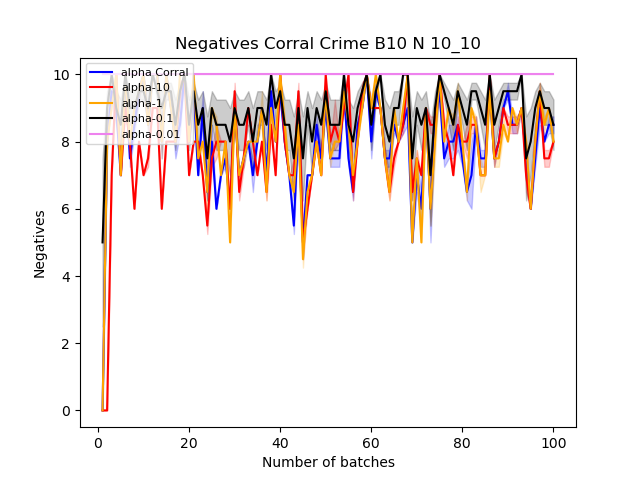 Negatives Corral Crime B10 N 10_10
alpha Corral
alpha-10
alpha-1
alpha-0.1
alpha-0.01
Negatives
10
8
6
4
2
0
0 20 40 60 80 100
Number of batches